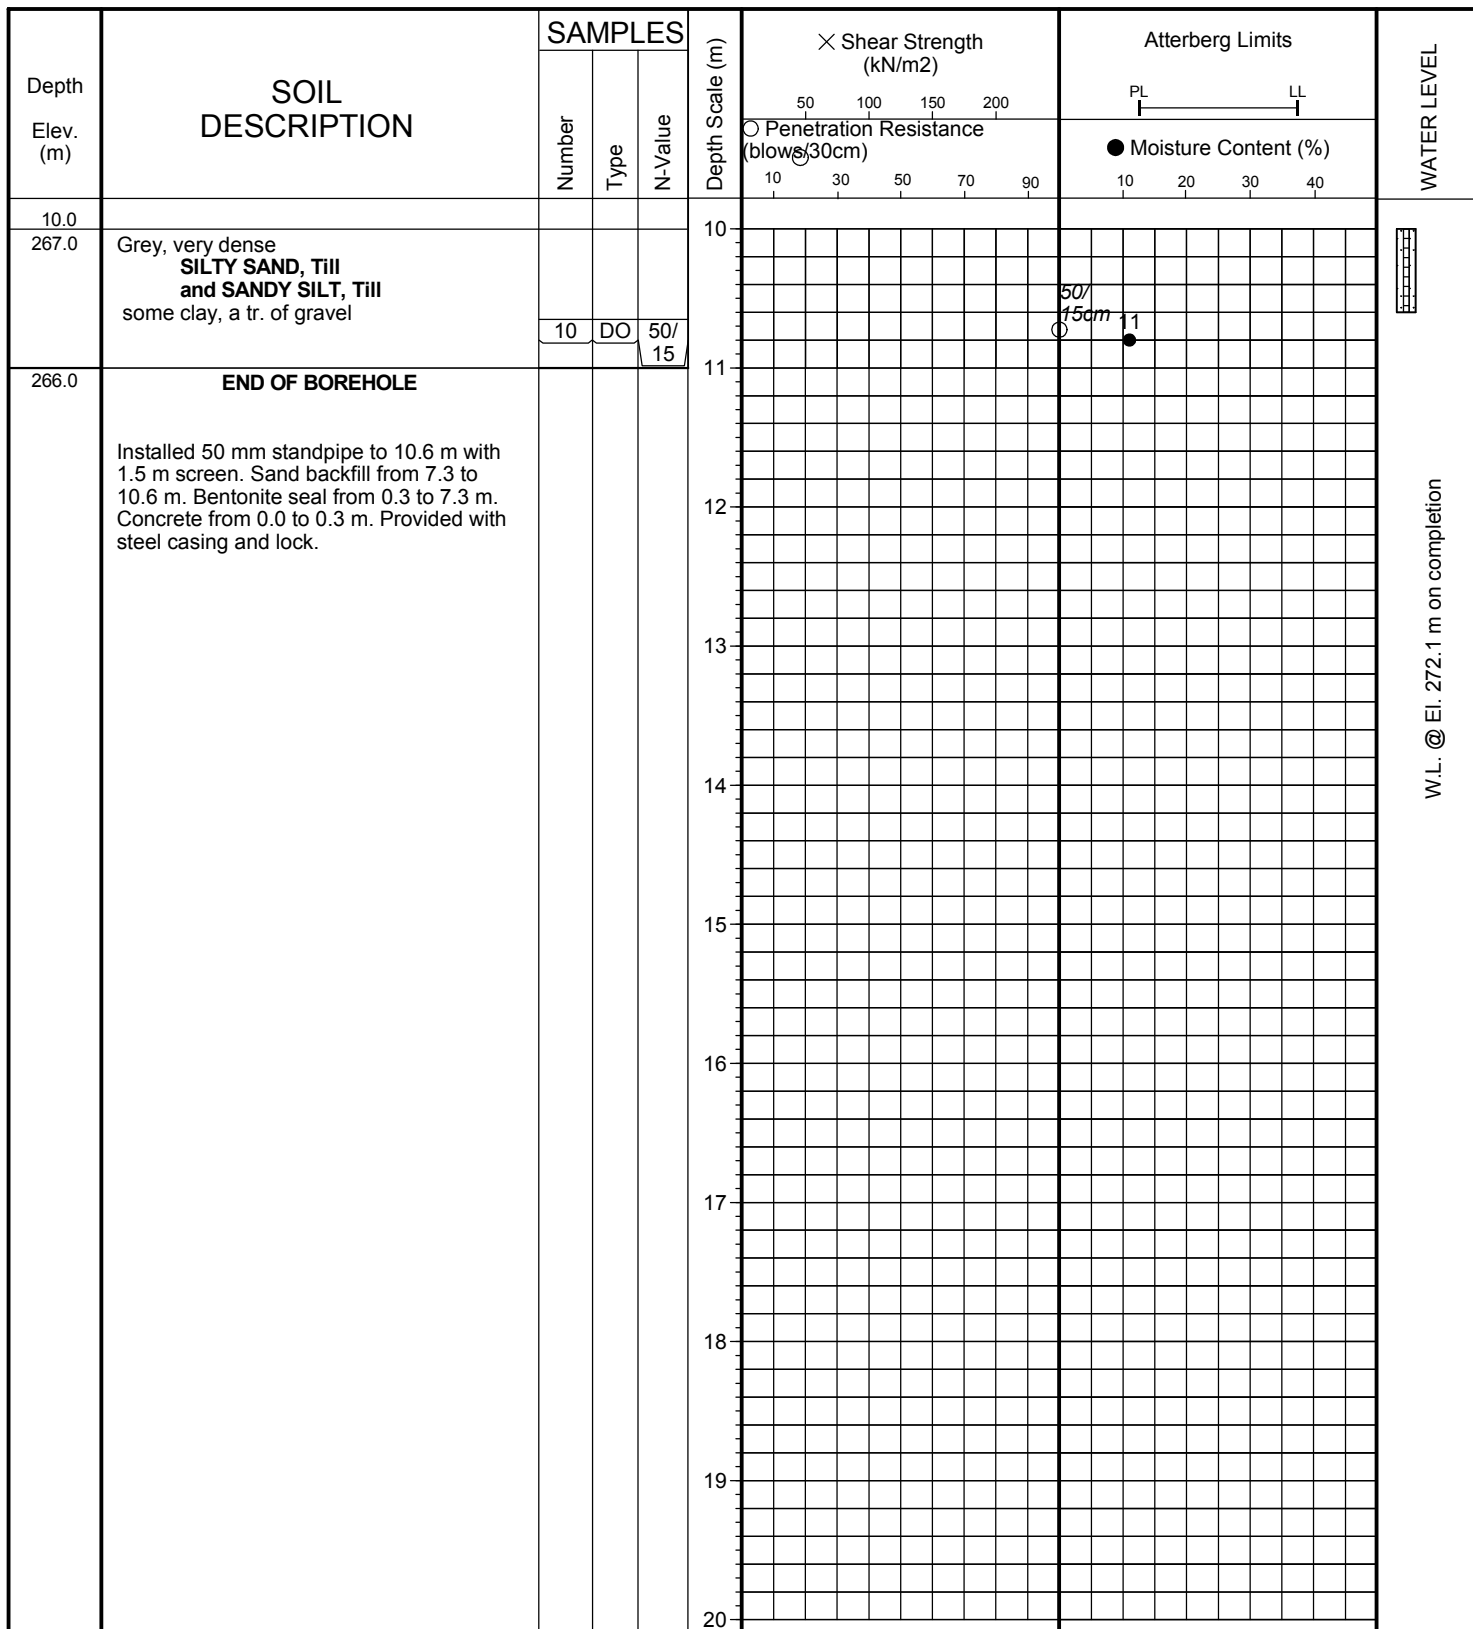 Depth
Elev.
(m)
SOIL
DESCRIPTION
SAMPLES
Number
Type
N-Value
Depth Scale (m)
× Shear Strength
(kN/m2)
50 100 150 200
Penetration Resistance
(blows/30cm)
10 30 50 70 90
Atterberg Limits
PL LL
Moisture Content (%)
10 20 30 40
WATER LEVEL
10.0
267.0
Grey, very dense
SILTY SAND, Till
and SANDY SILT, Till
some clay, a tr. of gravel
10 DO 50/
15
50/
15cm
11
266.0
END OF BOREHOLE
Installed 50 mm standpipe to 10.6 m with
1.5 m screen. Sand backfill from 7.3 to
10.6 m. Bentonite seal from 0.3 to 7.3 m.
Concrete from 0.0 to 0.3 m. Provided with
steel casing and lock.
10
11
12
13
14
15
16
17
18
19
20
W.L. @ El. 272.1 m on completion